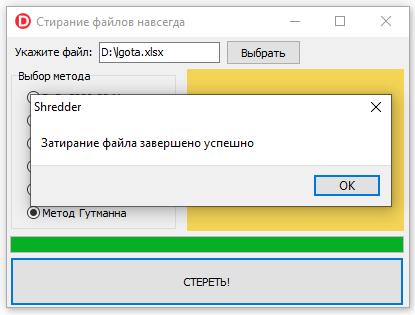 D Стирание файлов навсегда
Укажите файл: D:\lgota.xlsx Выбрать
Выбор метода
Shredder
Затирание файла завершено успешно
OK
Метод Гутманна
СТЕРЕТЬ!